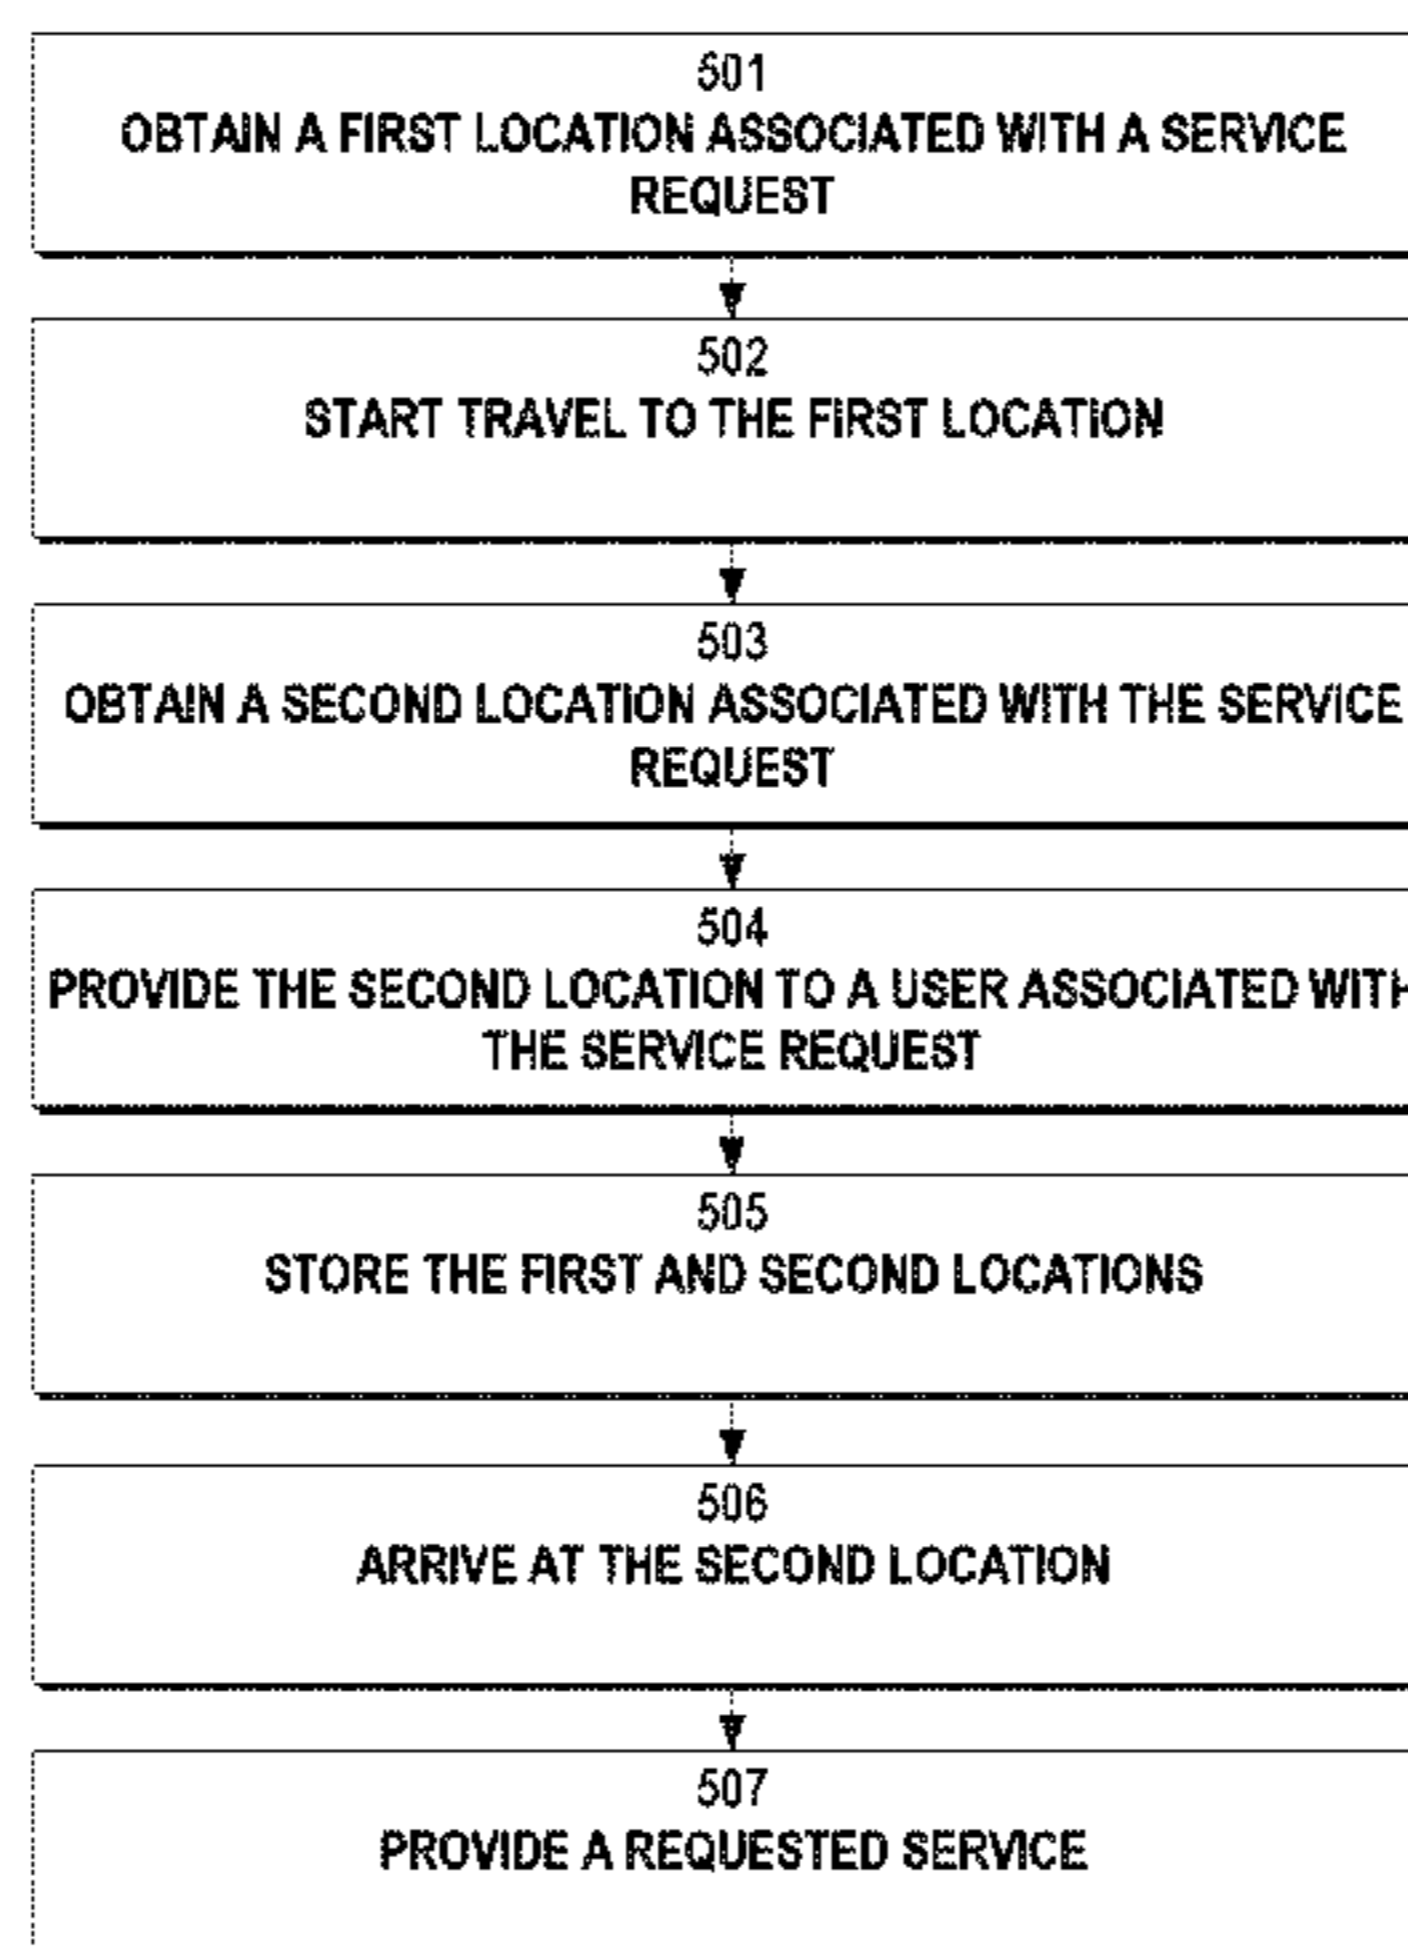 501
OBTAIN A FIRST LOCATION ASSOCIATED WITH A SERVICE
REQUEST
502
START TRAVEL TO THE FIRST LOCATION
503
OBTAIN A SECOND LOCATION ASSOCIATED WITH THE SERVICE
REQUEST
504
PROVIDE THE SECOND LOCATION TO A USER ASSOCIATED WITH
THE SERVICE REQUEST
505
STORE THE FIRST AND SECOND LOCATIONS
506
ARRIVE AT THE SECOND LOCATION
507
PROVIDE A REQUESTED SERVICE